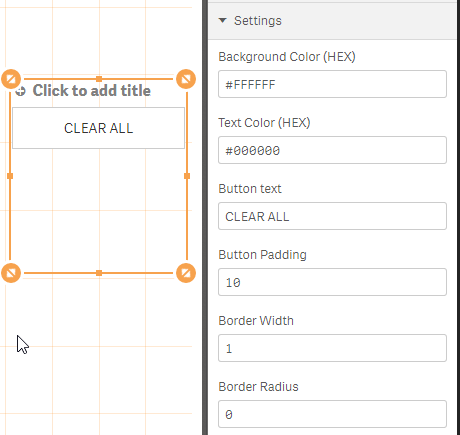 Click to add title
CLEAR ALL
Settings
Background Color (HEX)
#FFFFFF
Text Color (HEX)
#000000
Button text
CLEAR ALL
Button Padding
10
Border Width
1
Border Radius
0